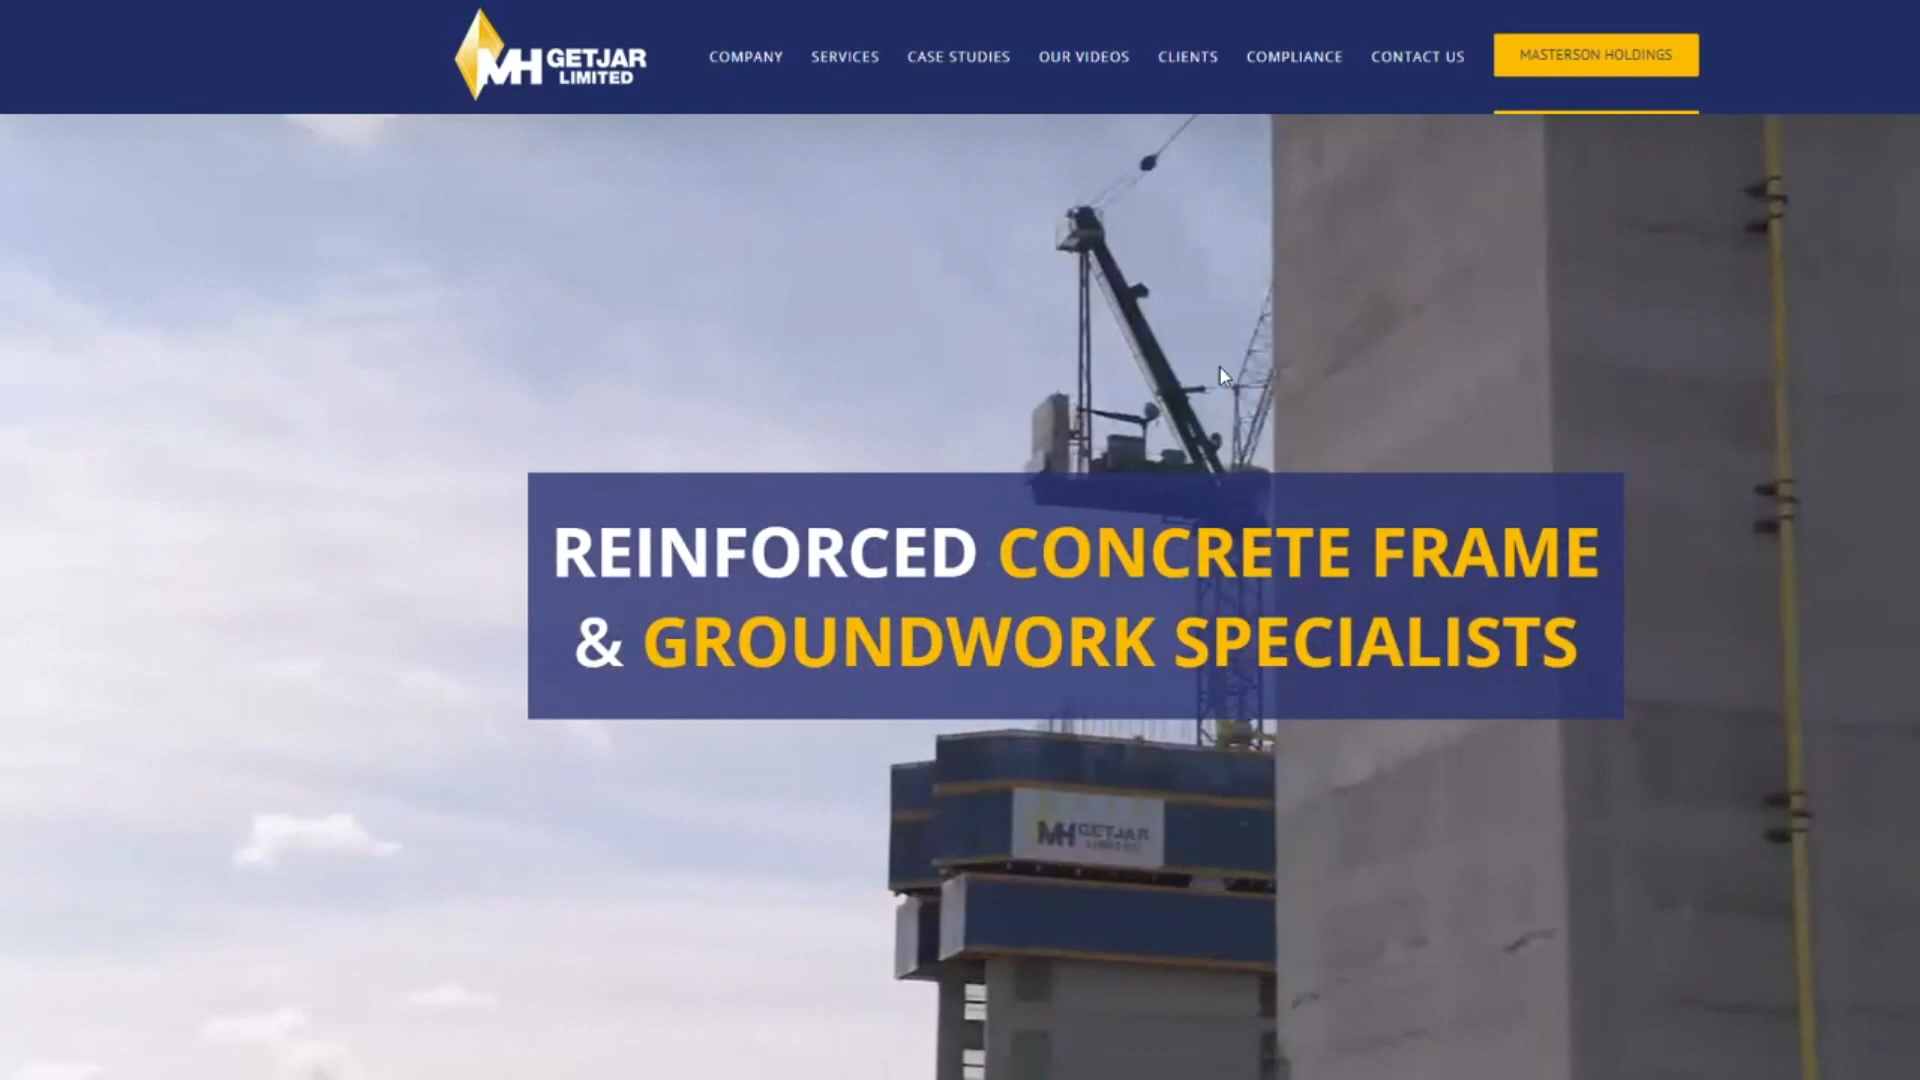 MH GETJAR
LIMITED
COMPANY
SERVICES
CASE STUDIES
OUR VIDEOS
CLIENTS
COMPLIANCE
CONTACT US
MASTERSON HOLDINGS
REINFORCED CONCRETE FRAME
& GROUNDWORK SPECIALISTS
MH GETJAR
LIMITED